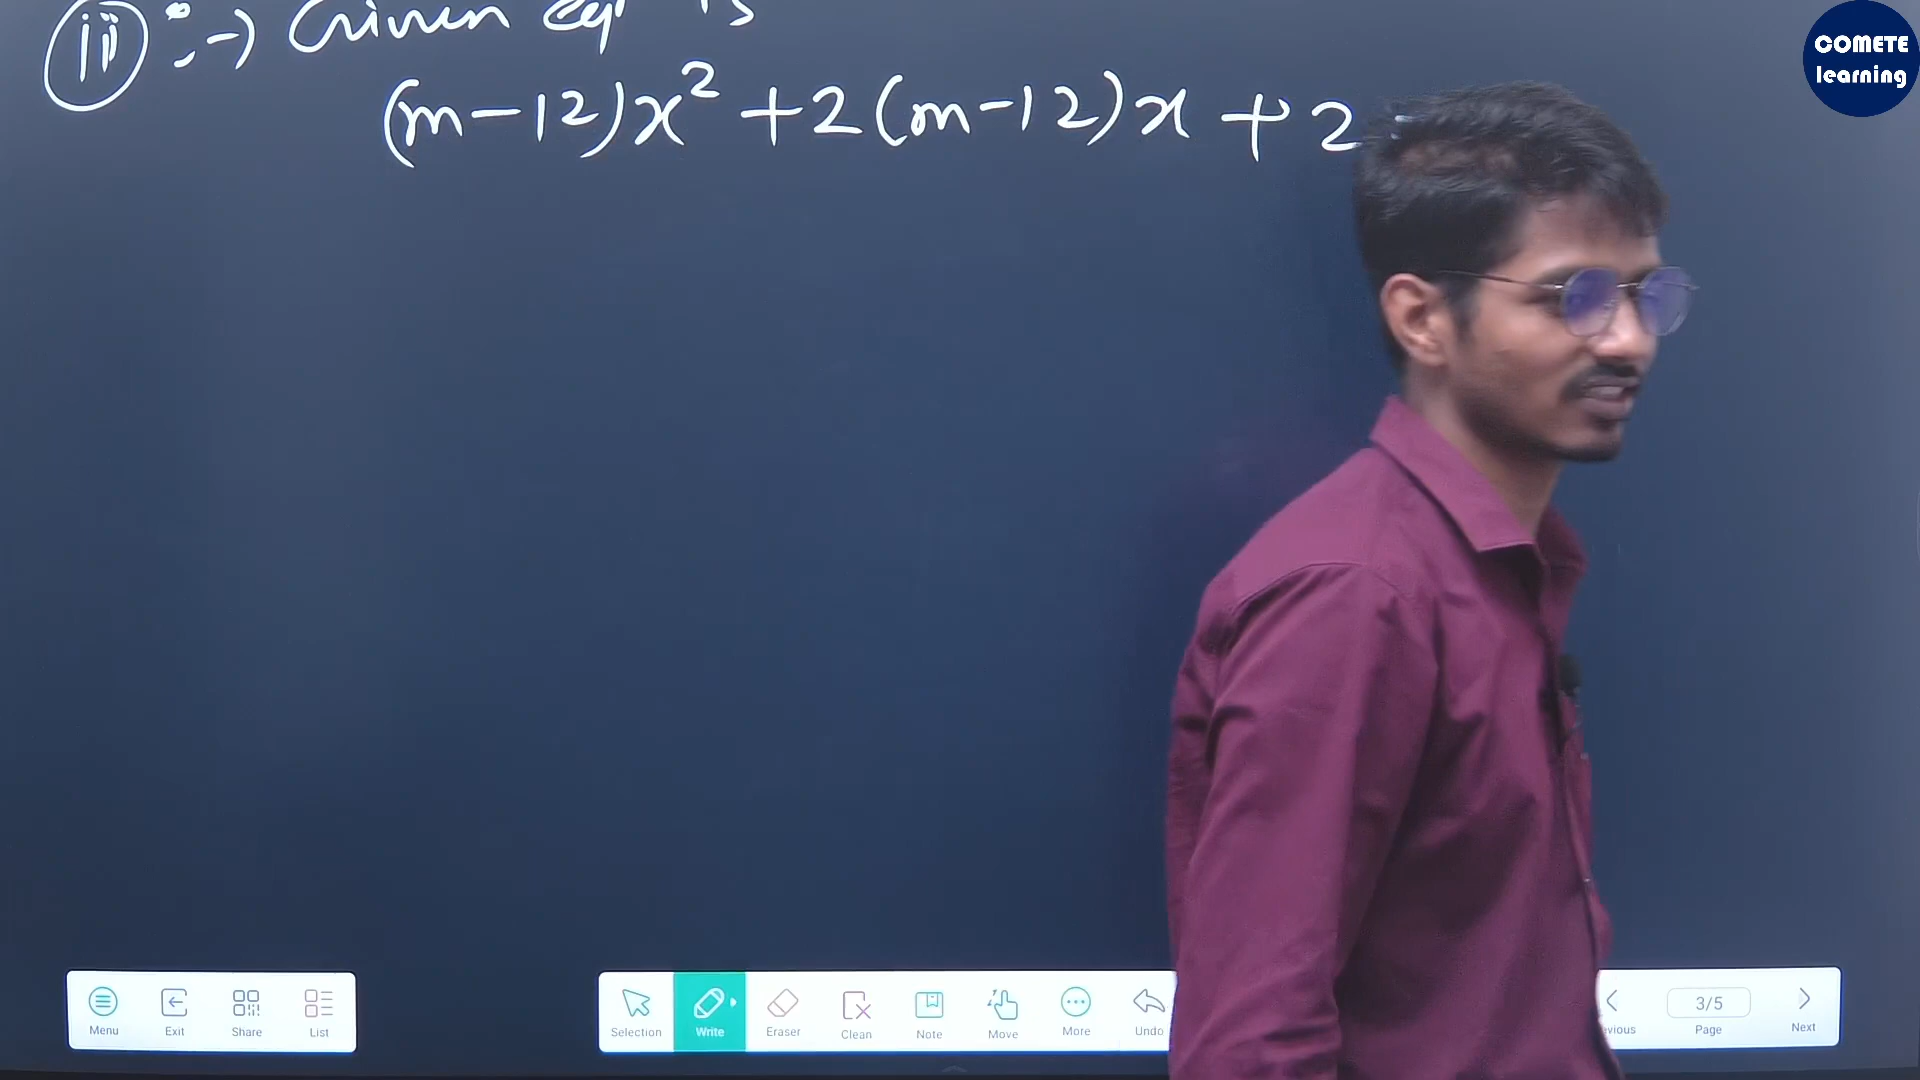 ii :-) Given eqn is
COMETE
learning
(m-12)x² +2(m-12)x +2
Menu Exit Share List
Selection Write Eraser Clean Note Move More Undo
3/5
Page Next